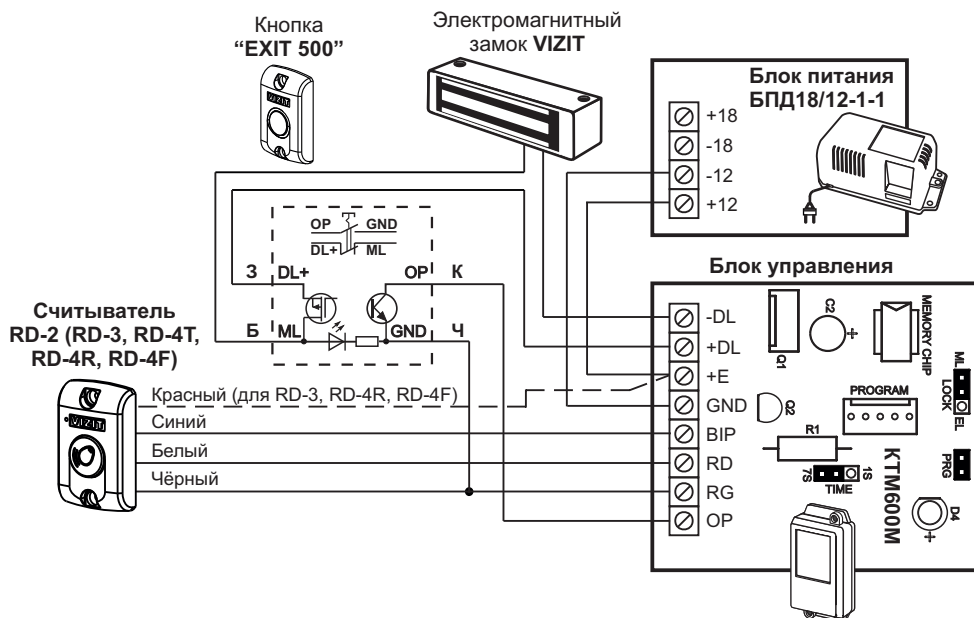 Кнопка
“EXIT 500”
Электромагнитный
замок VIZIT
VIZIT
Блок питания
БПД18/12-1-1
+18
-18
-12
+12
OP GND
DL+ ML
З DL+ OP К
Б ML GND Ч
Считыватель
RD-2 (RD-3, RD-4T,
RD-4R, RD-4F)
VIZIT
Красный (для RD-3, RD-4R, RD-4F)
Синий
Белый
Чёрный
Блок управления
-DL
+DL
+E
GND
BIP
RD
RG
OP
Q1
C2
+
MEMORY CHIP
ML
LOCK
EL
Q2
PROGRAM
R1
7S 1S
TIME
KTM600M
PRG
D4
+